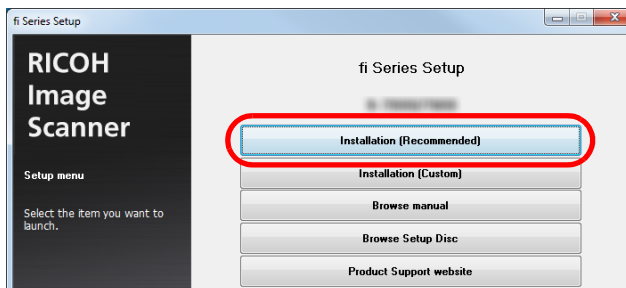 fi Series Setup
RICOH
Image
Scanner
Setup menu
Select the item you want to
launch.
fi Series Setup
Installation (Recommended)
Installation (Custom)
Browse manual
Browse Setup Disc
Product Support website